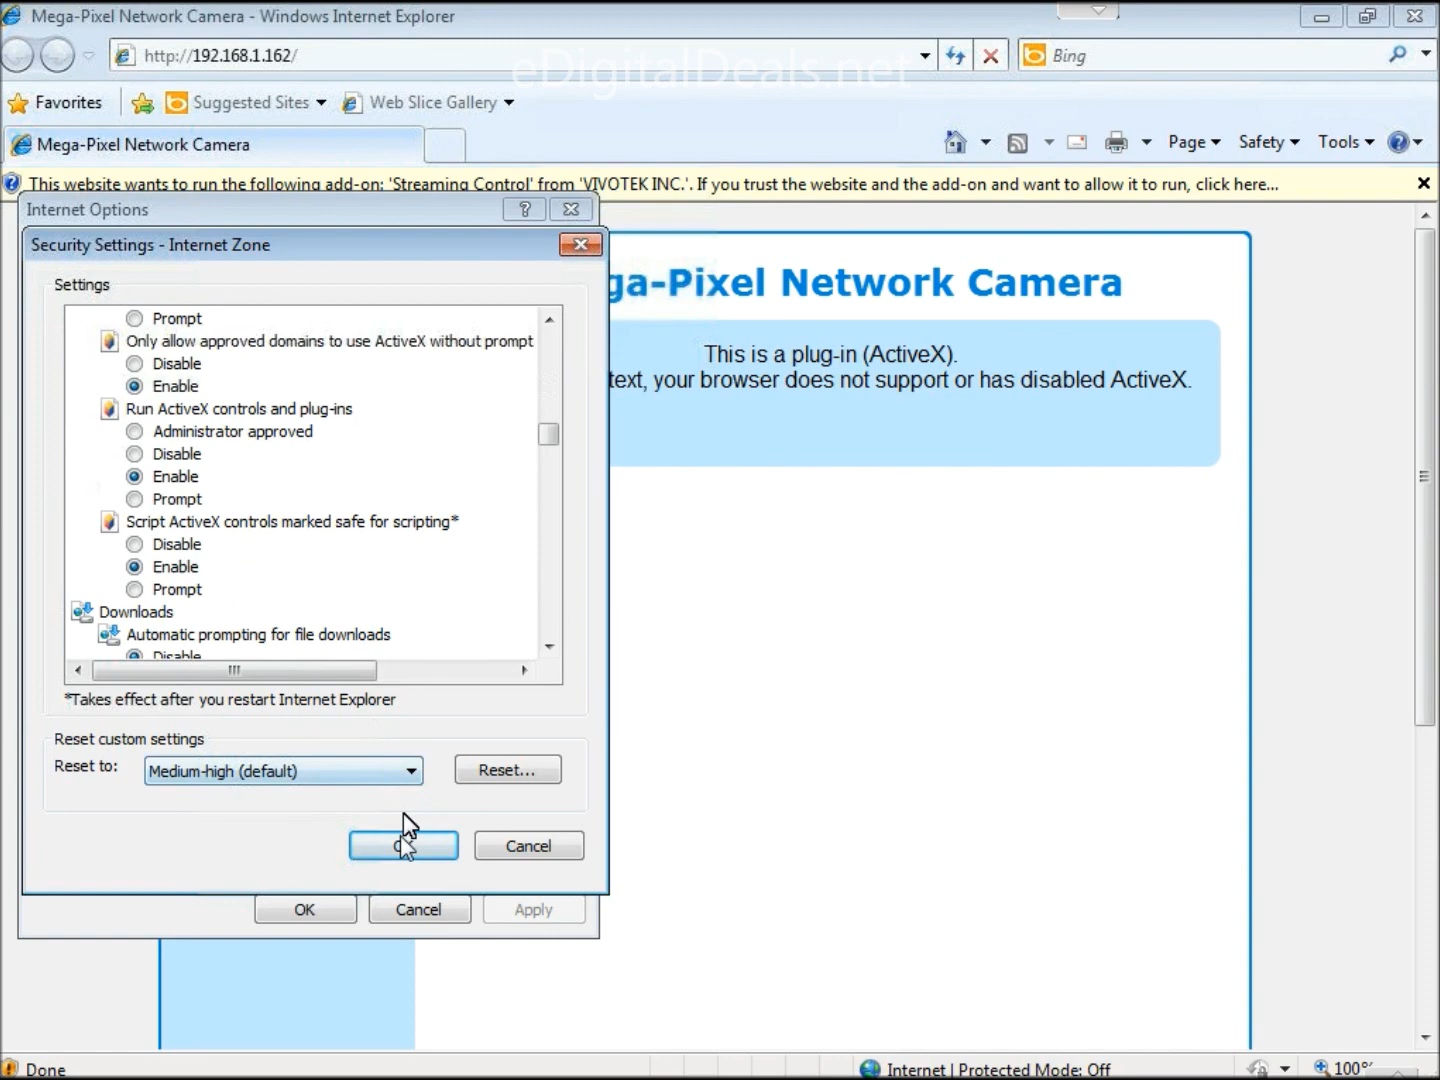 Mega-Pixel Network Camera - Windows Internet Explorer
http://192.168.1.162/
Bing
eDigitalDeals.net
Favorites
Suggested Sites
Web Slice Gallery
Mega-Pixel Network Camera
Page
Safety
Tools
This website wants to run the following add-on: 'Streaming Control' from 'VIVOTEK INC.'. If you trust the website and the add-on and want to allow it to run, click here...
Internet Options
Security Settings - Internet Zone
Settings
Prompt
Only allow approved domains to use ActiveX without prompt
Disable
Enable
Run ActiveX controls and plug-ins
Administrator approved
Disable
Enable
Prompt
Script ActiveX controls marked safe for scripting*
Disable
Enable
Prompt
Downloads
Automatic prompting for file downloads
Disable
*Takes effect after you restart Internet Explorer
Reset custom settings
Reset to:
Medium-high (default)
Reset...
Cancel
OK
Cancel
Apply
ga-Pixel Network Camera
This is a plug-in (ActiveX).
text, your browser does not support or has disabled ActiveX.
Done
Internet | Protected Mode: Off
100%